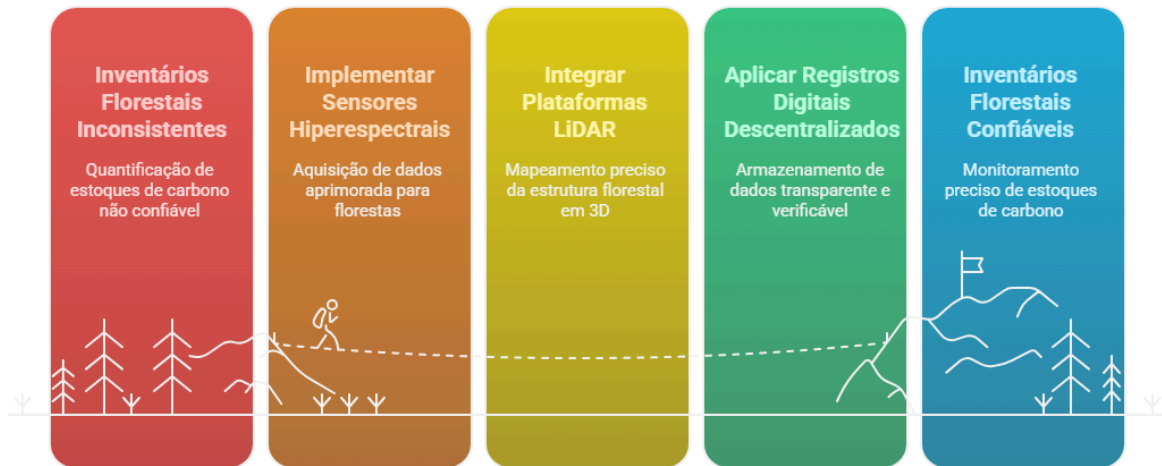 Inventários
Florestais
Inconsistentes
Quantificação de
estoques de carbono
não confiável
Implementar
Sensores
Hiperespectrais
Aquisição de dados
aprimorada para
florestas
Integrar
Plataformas
LiDAR
Mapeamento preciso
da estrutura florestal
em 3D
Aplicar Registros
Digitais
Descentralizados
Armazenamento de
dados transparente e
verificável
Inventários
Florestais
Confiáveis
Monitoramento
preciso de estoques
de carbono